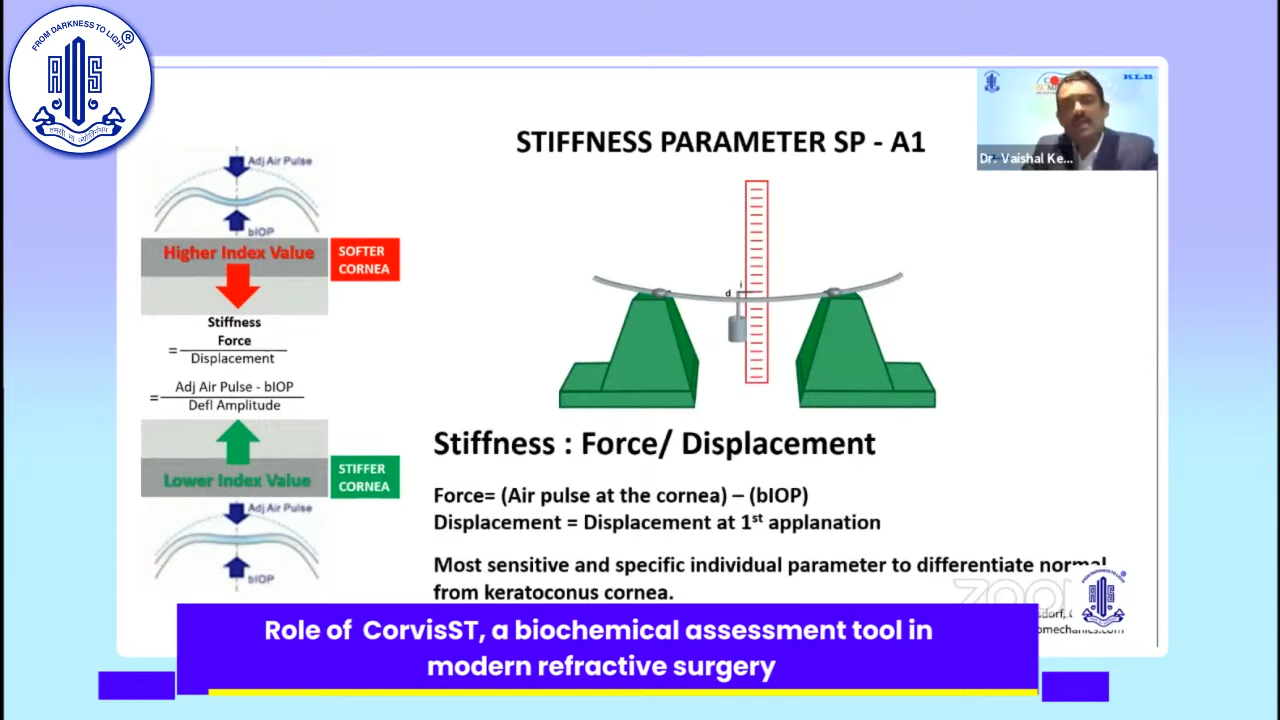 FROM DARKNESS TO LIGHT
®
तमसो मा ज्योतिर्गमय
STIFFNESS PARAMETER SP - A1
KLB
Dr. Vaishal Ke...
Adj Air Pulse
bIOP
Higher Index Value
SOFTER
CORNEA
Stiffness
Force
=
Displacement
Adj Air Pulse - bIOP
=
Defl Amplitude
STIFFER
CORNEA
Lower Index Value
Adj Air Pulse
bIOP
d
i
Stiffness : Force/ Displacement
Force= (Air pulse at the cornea) – (bIOP)
Displacement = Displacement at 1st applanation
Most sensitive and specific individual parameter to differentiate normal
from keratoconus cornea.
zoom
Role of CorvisST, a biochemical assessment tool in
modern refractive surgery